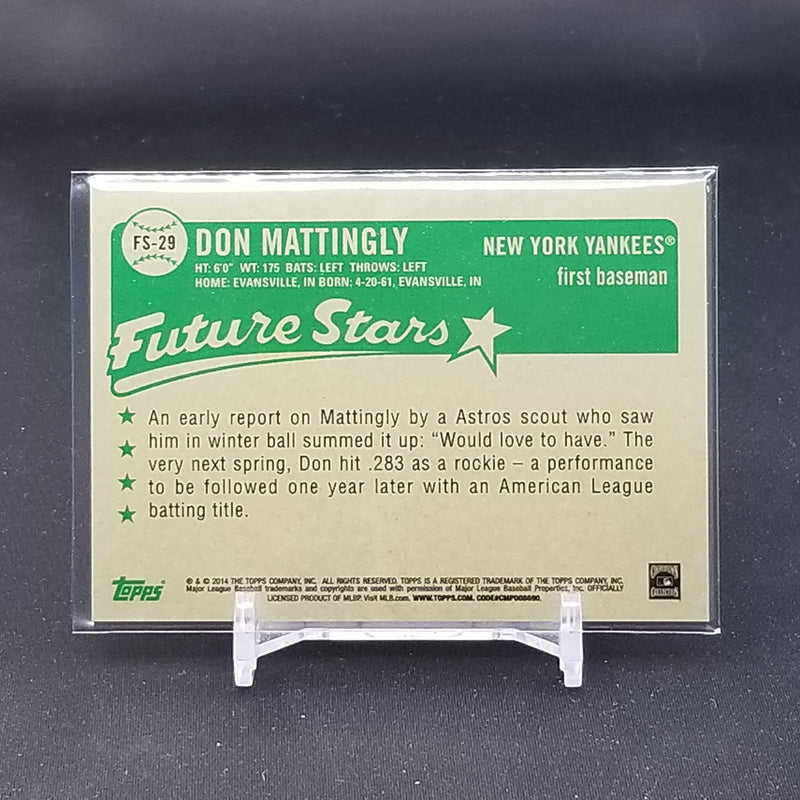 FS-29
DON MATTINGLY
NEW YORK YANKEES®
first baseman
HT: 6'0" WT: 175 BATS: LEFT THROWS: LEFT
HOME: EVANSVILLE, IN BORN: 4-20-61, EVANSVILLE, IN
Future Stars
An early report on Mattingly by a Astros scout who saw
him in winter ball summed it up: “Would love to have.” The
very next spring, Don hit .283 as a rockie – a performance
to be followed one year later with an American League
batting title.
Topps®
® & © 2014 THE TOPPS COMPANY, INC. ALL RIGHTS RESERVED. TOPPS IS A REGISTERED TRADEMARK OF THE TOPPS COMPANY, INC.
Major League Baseball trademarks and copyrights are used with permission of Major League Baseball Properties, Inc. OFFICIALLY
LICENSED PRODUCT OF MLBP. Visit MLB.com. WWW.TOPPS.COM. CODE#CMP005690.
COOPERSTOWN
COLLECTION